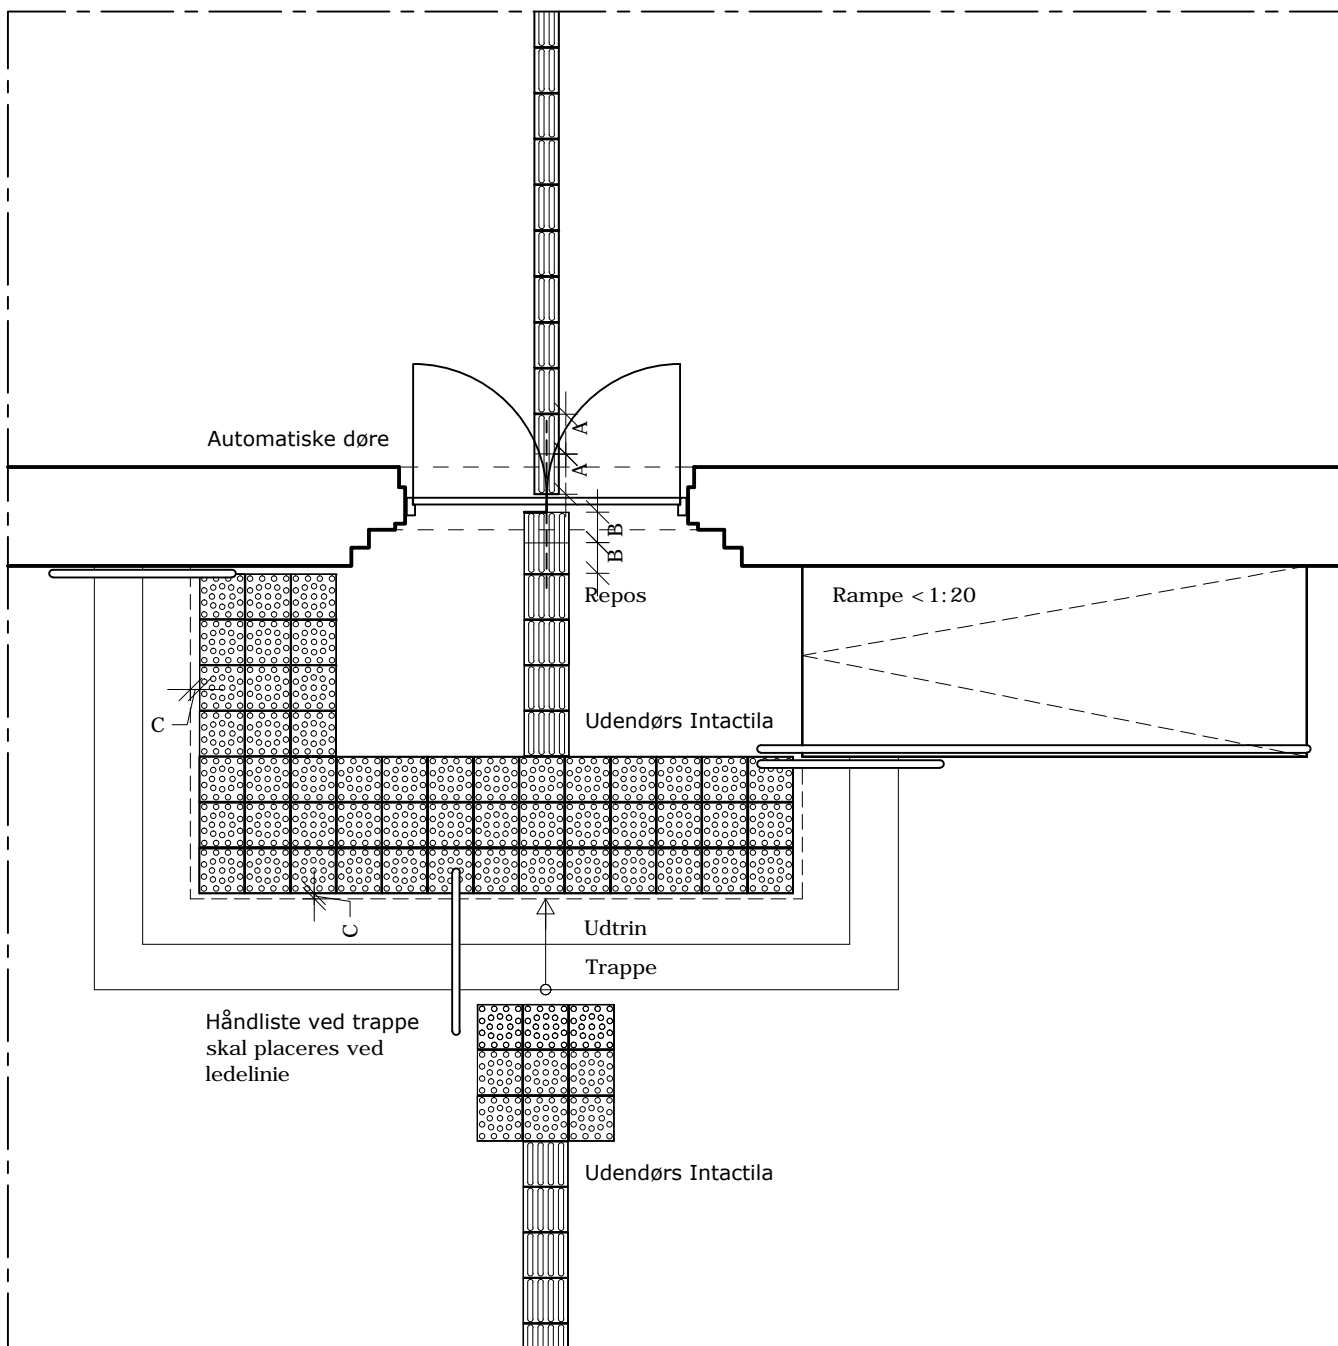 A
Automatiske døre
A
B
B
Repos
Rampe < 1:20
C
Udendørs Intactila
C
Udtrin
Trappe
Håndliste ved trappe
skal placeres ved
ledelinie
Udendørs Intactila